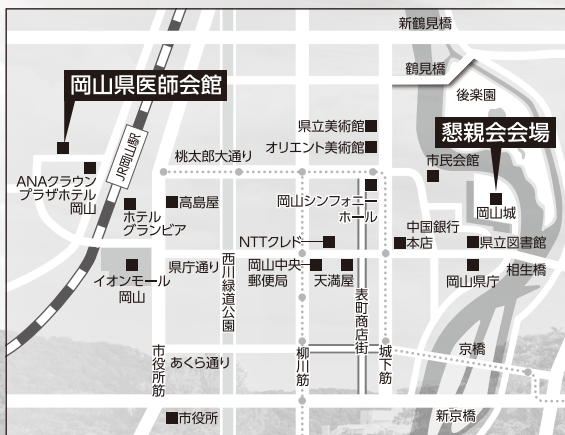 新鶴見橋
鶴見橋
後楽園
岡山県医師会館
懇親会会場
JR岡山駅
県立美術館
オリエント美術館
桃太郎大通り
市民会館
ANAクラウン
プラザホテル
岡山
高島屋
ホテル
グランビア
岡山シンフォニー
ホール
岡山城
中国銀行
本店
NTTクレド
県立図書館
県庁通り
岡山中央
郵便局
天満屋
岡山県庁
相生橋
イオンモール
岡山
西川緑道公園
表町商店街
市役所筋
あくら通り
柳川筋
城下筋
京橋
市役所
新京橋